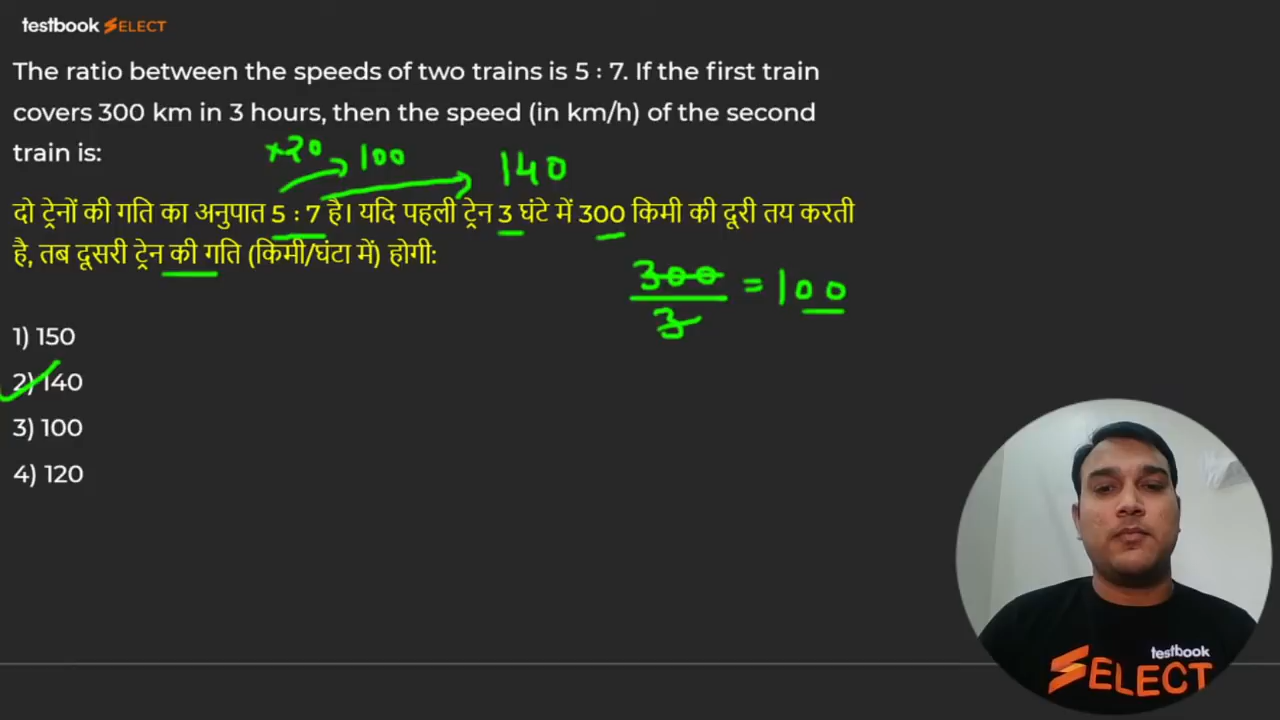 testbook SELECT
The ratio between the speeds of two trains is 5 : 7. If the first train
covers 300 km in 3 hours, then the speed (in km/h) of the second
train is:
×20 100 140
दो ट्रेनों की गति का अनुपात 5 : 7 है। यदि पहली ट्रेन 3 घंटे में 300 किमी की दूरी तय करती
है, तब दूसरी ट्रेन की गति (किमी/घंटा में) होगी:
300
= 100
3
1) 150
2) 140
3) 100
4) 120
testbook
SELECT